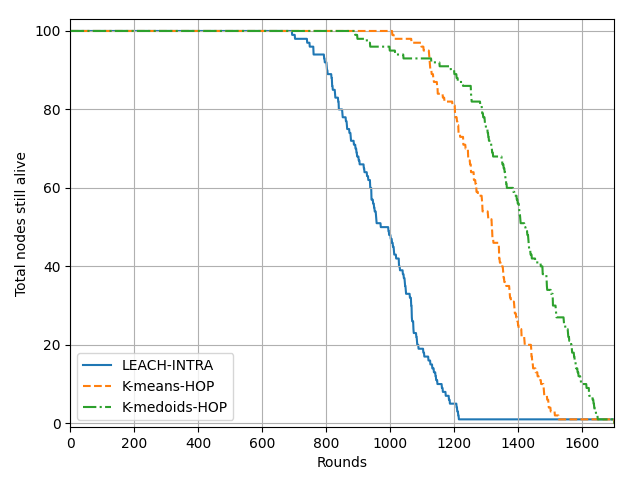 Total nodes still alive
100
80
60
40
20
0
LEACH-INTRA
K-means-HOP
K-medoids-HOP
0 200 400 600 800 1000 1200 1400 1600
Rounds